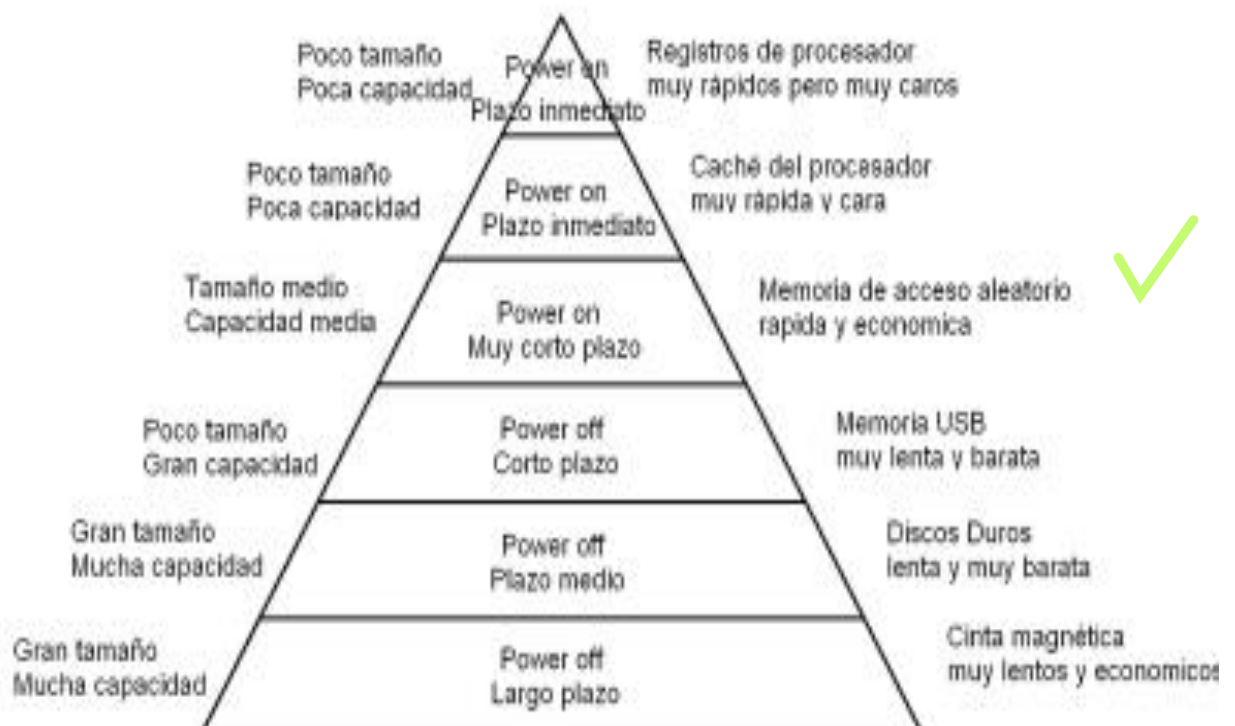 Poco tamaño
Poca capacidad
Power on
Plazo inmediato
Registros de procesador
muy rápidos pero muy caros
Poco tamaño
Poca capacidad
Power on
Plazo inmediato
Caché del procesador
muy rápida y cara
Tamaño medio
Capacidad media
Power on
Muy corto plazo
Memoria de acceso aleatorio
rapida y economica
Poco tamaño
Gran capacidad
Power off
Corto plazo
Memoria USB
muy lenta y barata
Gran tamaño
Mucha capacidad
Power off
Plazo medio
Discos Duros
lenta y muy barata
Gran tamaño
Mucha capacidad
Power off
Largo plazo
Cinta magnética
muy lentos y economicos